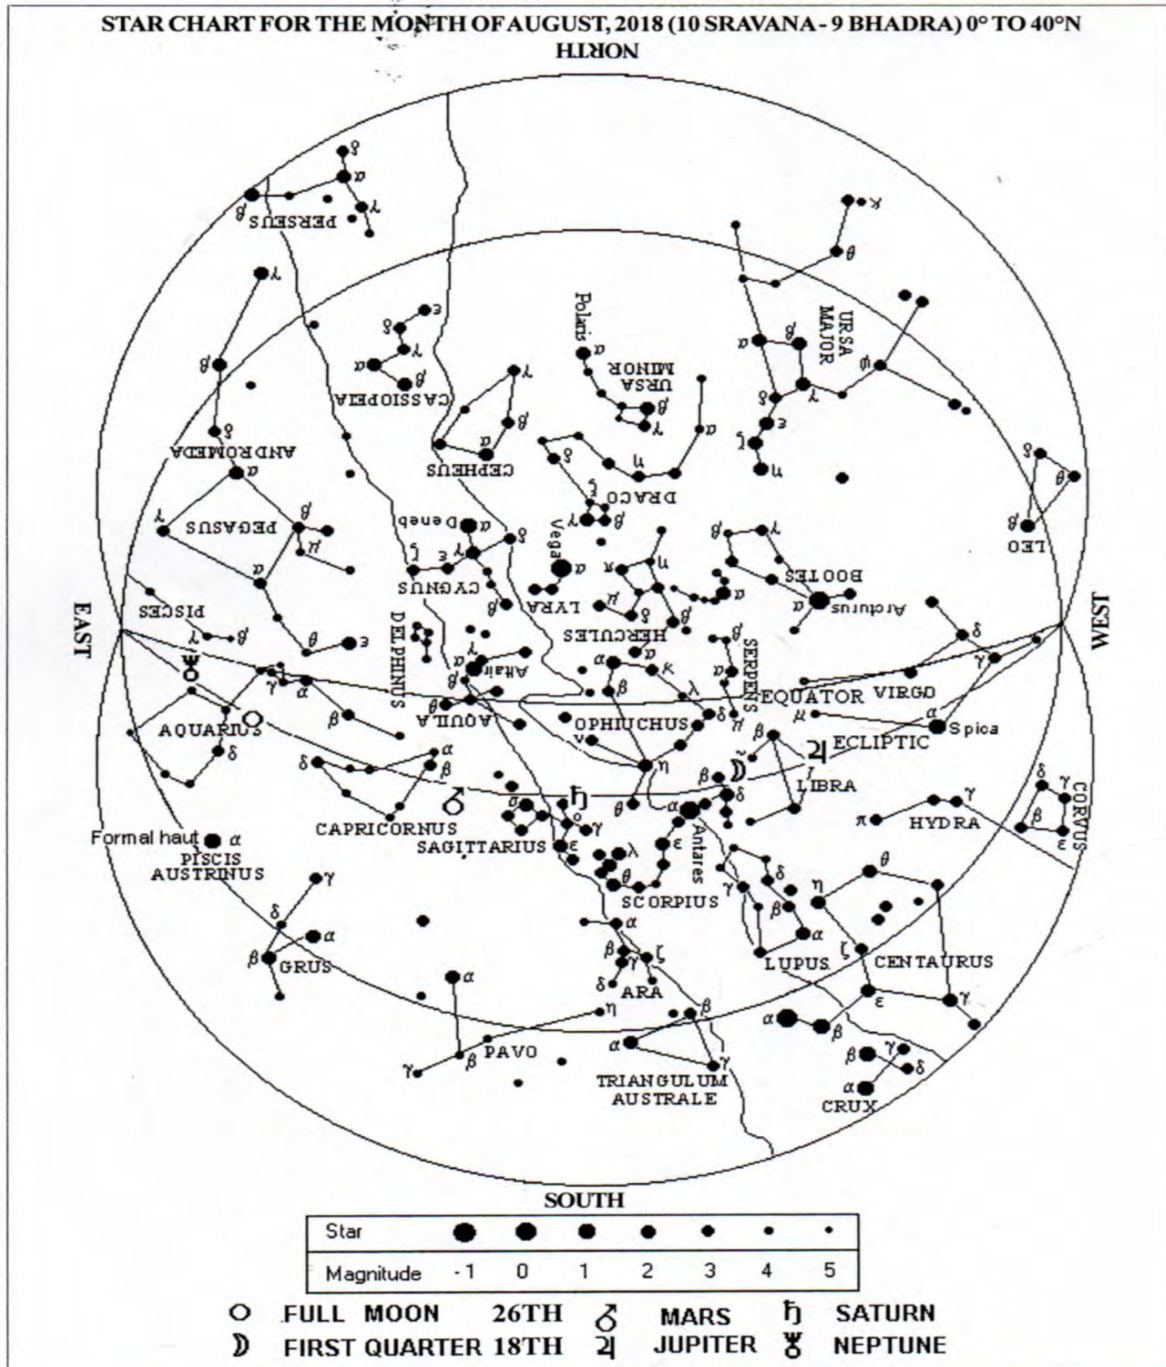 STAR CHART FOR THE MONTH OF AUGUST, 2018 (10 SRAVANA - 9 BHADRA) 0° TO 40°N
NORTH
δ
α
β
γ
PERSEUS
κ
θ
γ
Polaris
α
URSA
MINOR
β
γ
URSA
MAJOR
α
β
ψ
δ
γ
ε
ζ
η
ε
δ
γ
α
β
CASSIOPEIA
γ
β
α
CEPHEUS
β
δ
ANDROMEDA
α
δ
η
α
DRACO
ξ
γ
β
δ
θ
β
LEO
γ
PEGASUS
β
μ
α
Deneb
α
γ
δ
ε
ζ
CYGNUS
β
Vega
LYRA
π
η
μ
δ
β
HERCULES
α
β
γ
BOOTES
α
Arcturus
EAST
WEST
PISCES
γ
β
θ
ε
DELPHINUS
α
Altair
β
θ
AQUILA
α
α
κ
β
λ
δ
OPHIUCHUS
ν
η
θ
β
α
SERPENS
μ
EQUATOR
VIRGO
δ
γ
α
Spica
μ
ECLIPTIC
AQUARIUS
γ
α
β
δ
δ
α
β
CAPRICORNUS
σ
γ
ε
SAGITTARIUS
β
LIBRA
β
δ
α
Antares
ε
λ
θ
SCORPIUS
π
γ
HYDRA
δ
γ
ε
CORTUS
Formal haut
α
PISCIS
AUSTRINUS
γ
δ
α
β
GRUS
α
β
γ
ζ
δ
ARA
γ
δ
β
α
LUPUS
θ
η
ζ
CENTAURUS
ε
γ
α
β
α
η
β
γ
PAVO
β
α
γ
TRIANGULUM
AUSTRALE
β
γ
δ
α
CRUX
SOUTH
Star
Magnitude -1 0 1 2 3 4 5
FULL MOON 26TH ♂ MARS ♄ SATURN
FIRST QUARTER 18TH ♃ JUPITER ♆ NEPTUNE